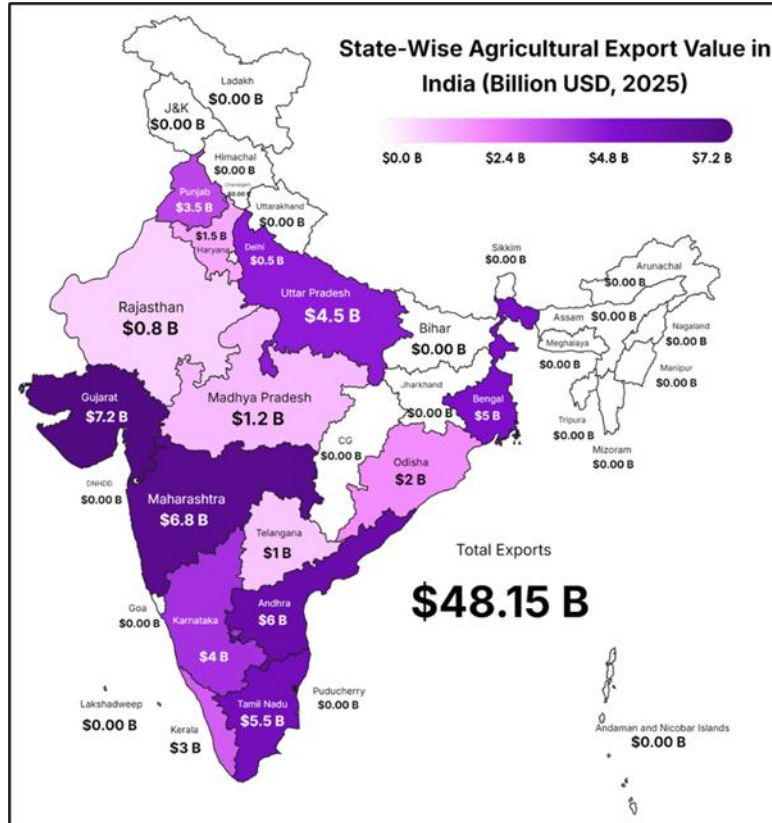 State-Wise Agricultural Export Value in
India (Billion USD, 2025)
$0.0 B
$2.4 B
$4.8 B
$7.2 B
Ladakh
$0.00 B
J&K
$0.00 B
Himachal
$0.00 B
Chandigarh
$0.00 B
Punjab
$3.5 B
Uttarakhand
$0.00 B
$1.5 B
Haryana
Delhi
$0.5 B
Sikkim
$0.00 B
Arunachal
$0.00 B
Rajasthan
$0.8 B
Uttar Pradesh
$4.5 B
Bihar
$0.00 B
Assam
$0.00 B
Nagaland
$0.00 B
Meghalaya
$0.00 B
Manipur
$0.00 B
Gujarat
$7.2 B
Madhya Pradesh
$1.2 B
Jharkhand
$0.00 B
Bengal
$5 B
Tripura
$0.00 B
Mizoram
$0.00 B
CG
$0.00 B
Odisha
$2 B
DNHDD
$0.00 B
Maharashtra
$6.8 B
Telangana
$1 B
Total Exports
$48.15 B
Goa
$0.00 B
Karnataka
$4 B
Andhra
$6 B
Lakshadweep
$0.00 B
Kerala
$3 B
Tamil Nadu
$5.5 B
Puducherry
$0.00 B
Andaman and Nicobar Islands
$0.00 B